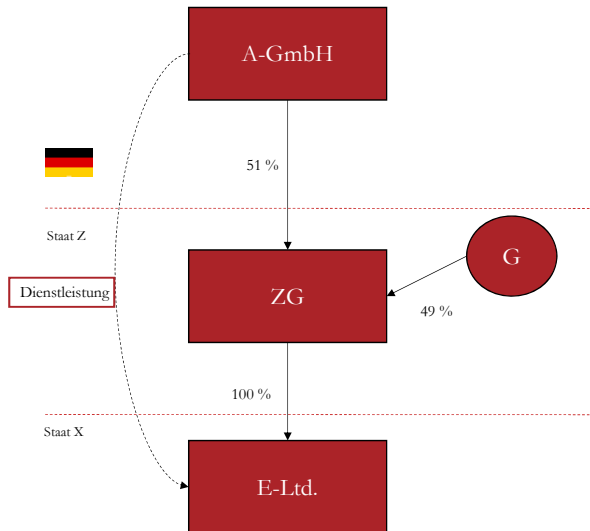 A-GmbH
51 %
Staat Z
G
Dienstleistung
ZG
49 %
100 %
Staat X
E-Ltd.